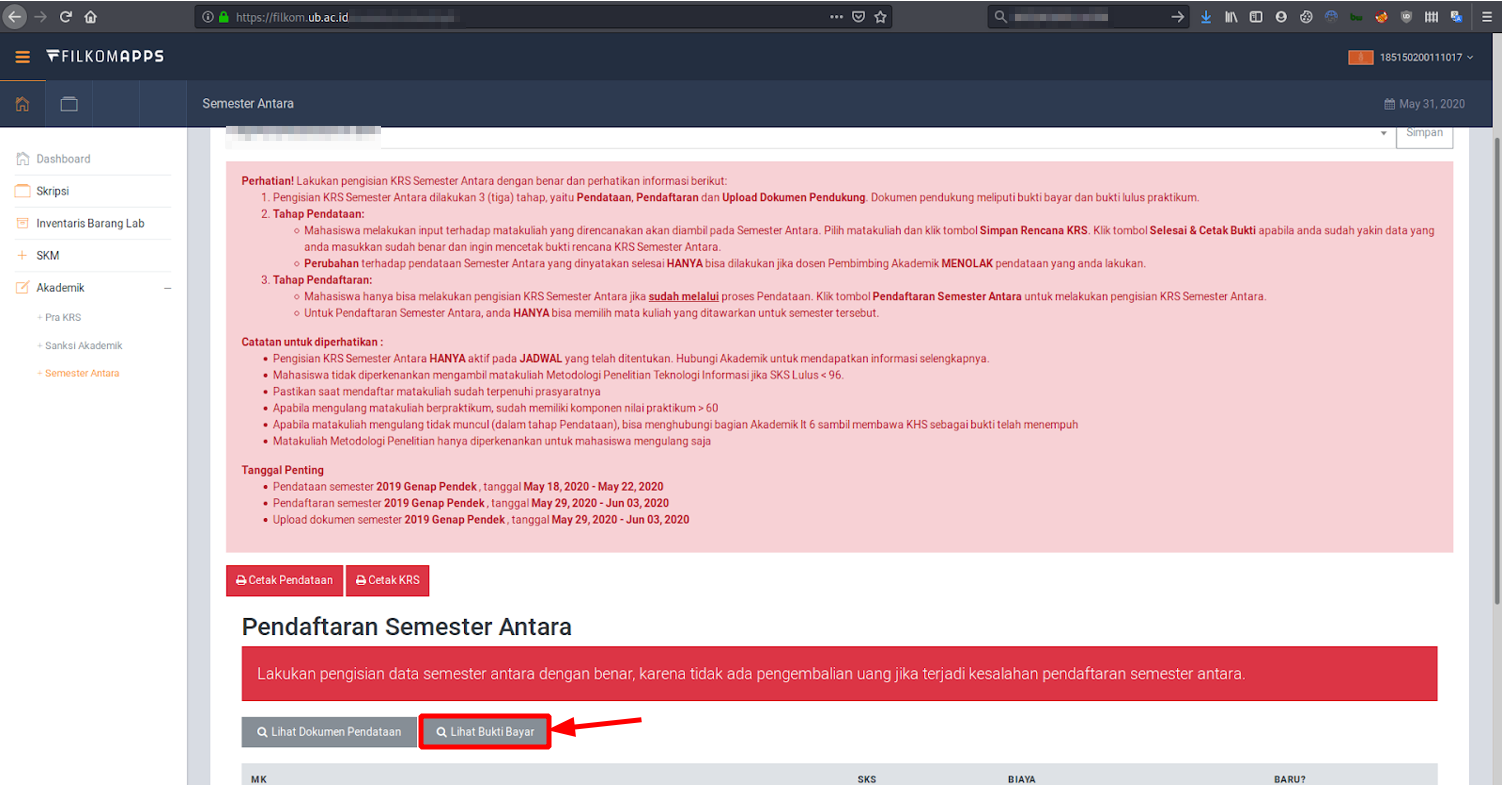 https://filkom.ub.ac.id
FILKOMAPPS
185150200111017
Semester Antara
May 31, 2020
Dashboard
Skripsi
Inventaris Barang Lab
SKM
Akademik
Pra KRS
Sanksi Akademik
Semester Antara
Simpan
Perhatian! Lakukan pengisian KRS Semester Antara dengan benar dan perhatikan informasi berikut:
1. Pengisian KRS Semester Antara dilakukan 3 (tiga) tahap, yaitu Pendataan, Pendaftaran dan Upload Dokumen Pendukung. Dokumen pendukung meliputi bukti bayar dan bukti lulus praktikum.
2. Tahap Pendataan:
Mahasiswa melakukan input terhadap matakuliah yang direncanakan akan diambil pada Semester Antara. Pilih matakuliah dan klik tombol Simpan Rencana KRS. Klik tombol Selesai & Cetak Bukti apabila anda sudah yakin data yang
anda masukkan sudah benar dan ingin mencetak bukti rencana KRS Semester Antara.
Perubahan terhadap pendataan Semester Antara yang dinyatakan selesai HANYA bisa dilakukan jika dosen Pembimbing Akademik MENOLAK pendataan yang anda lakukan.
3. Tahap Pendaftaran:
Mahasiswa hanya bisa melakukan pengisian KRS Semester Antara jika sudah melalui proses Pendataan. Klik tombol Pendaftaran Semester Antara untuk melakukan pengisian KRS Semester Antara.
Untuk Pendaftaran Semester Antara, anda HANYA bisa memilih mata kuliah yang ditawarkan untuk semester tersebut.
Catatan untuk diperhatikan :
Pengisian KRS Semester Antara HANYA aktif pada JADWAL yang telah ditentukan. Hubungi Akademik untuk mendapatkan informasi selengkapnya.
Mahasiswa tidak diperkenankan mengambil matakuliah Metodologi Penelitian Teknologi Informasi jika SKS Lulus < 96.
Pastikan saat mendaftar matakuliah sudah terpenuhi prasyaratnya
Apabila mengulang matakuliah berpraktikum, sudah memiliki komponen nilai praktikum > 60
Apabila matakuliah mengulang tidak muncul (dalam tahap Pendataan), bisa menghubungi bagian Akademik lt 6 sambil membawa KHS sebagai bukti telah menempuh
Matakuliah Metodologi Penelitian hanya diperkenankan untuk mahasiswa mengulang saja
Tanggal Penting
Pendataan semester 2019 Genap Pendek , tanggal May 18, 2020 - May 22, 2020
Pendaftaran semester 2019 Genap Pendek , tanggal May 29, 2020 - Jun 03, 2020
Upload dokumen semester 2019 Genap Pendek , tanggal May 29, 2020 - Jun 03, 2020
Cetak Pendataan
Cetak KRS
Pendaftaran Semester Antara
Lakukan pengisian data semester antara dengan benar, karena tidak ada pengembalian uang jika terjadi kesalahan pendaftaran semester antara.
Lihat Dokumen Pendataan
Lihat Bukti Bayar
MK SKS BIAYA BARU?